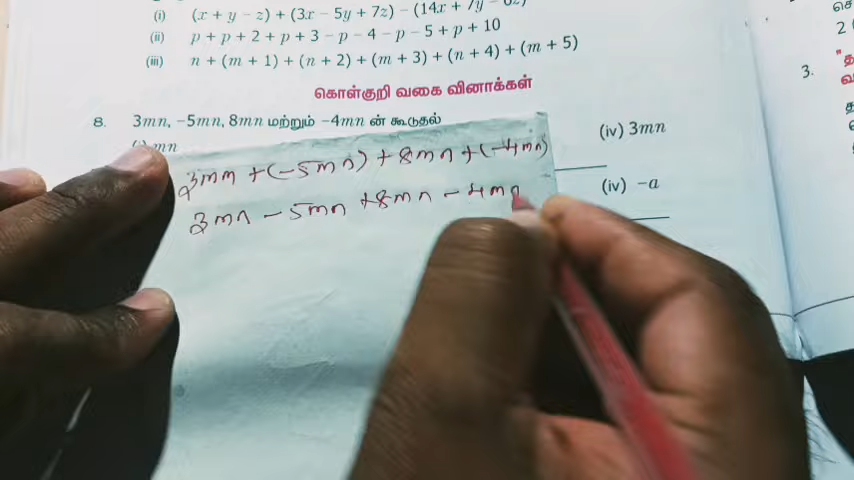 (i) (x + y - z) + (3x - 5y + 7z) - (14x + 7y - 6z)
(ii) p + p + 2 + p + 3 - p - 4 - p - 5 + p + 10
(iii) n + (m + 1) + (n + 2) + (m + 3) + (n + 4) + (m + 5)
கொள்குறி வகை வினாக்கள்
8. 3mn, -5mn, 8mn மற்றும் -4mn ன் கூடுதல்
(i) mn
(iv) 3mn
3mn + (-5mn) + 8mn + (-4mn)
(iv) -a
3mn - 5mn + 8mn - 4mn
2
3.